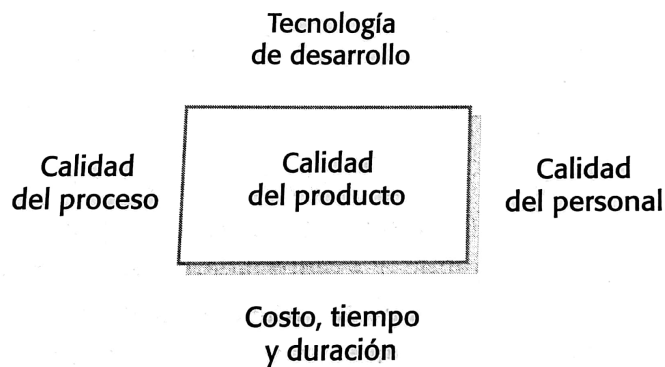 Tecnología
de desarrollo
Calidad
del proceso
Calidad
del producto
Calidad
del personal
Costo, tiempo
y duración